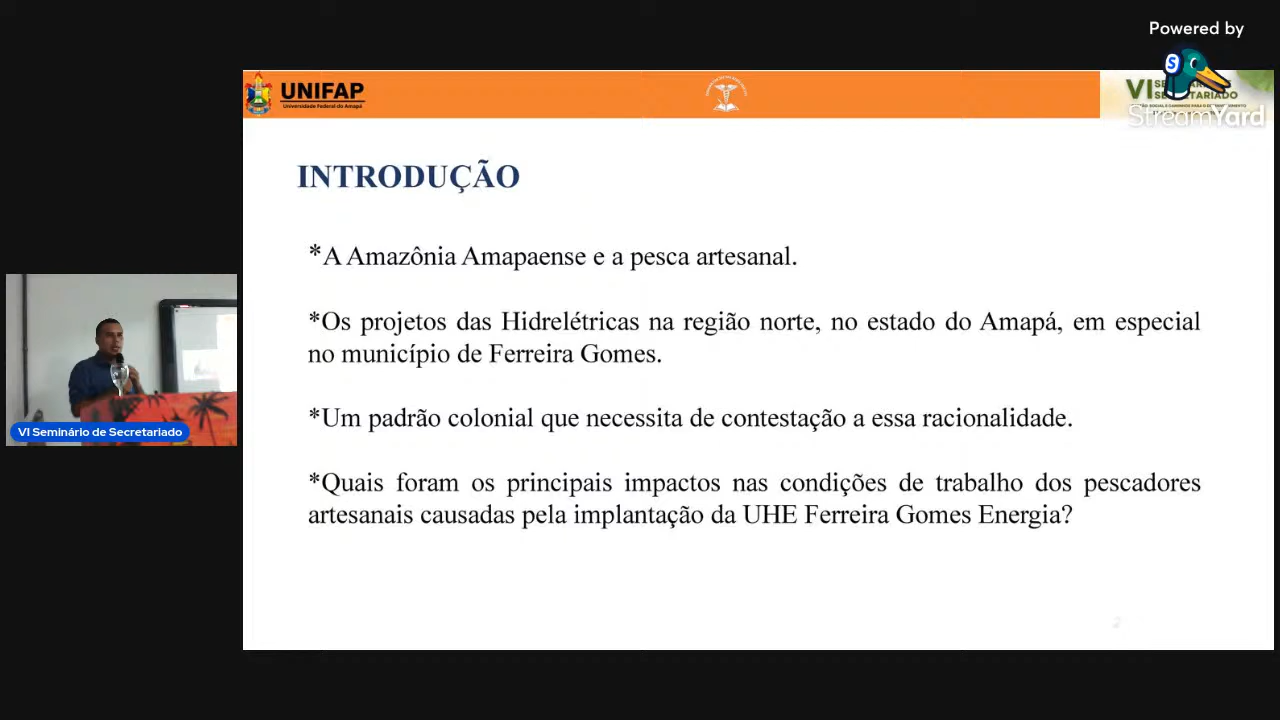 Powered by
StreamYard
UNIFAP
Universidade Federal do Amapá
VI
INTRODUÇÃO
*A Amazônia Amapaense e a pesca artesanal.
*Os projetos das Hidrelétricas na região norte, no estado do Amapá, em especial
no município de Ferreira Gomes.
*Um padrão colonial que necessita de contestação a essa racionalidade.
*Quais foram os principais impactos nas condições de trabalho dos pescadores
artesanais causadas pela implantação da UHE Ferreira Gomes Energia?
VI Seminário de Secretariado
2